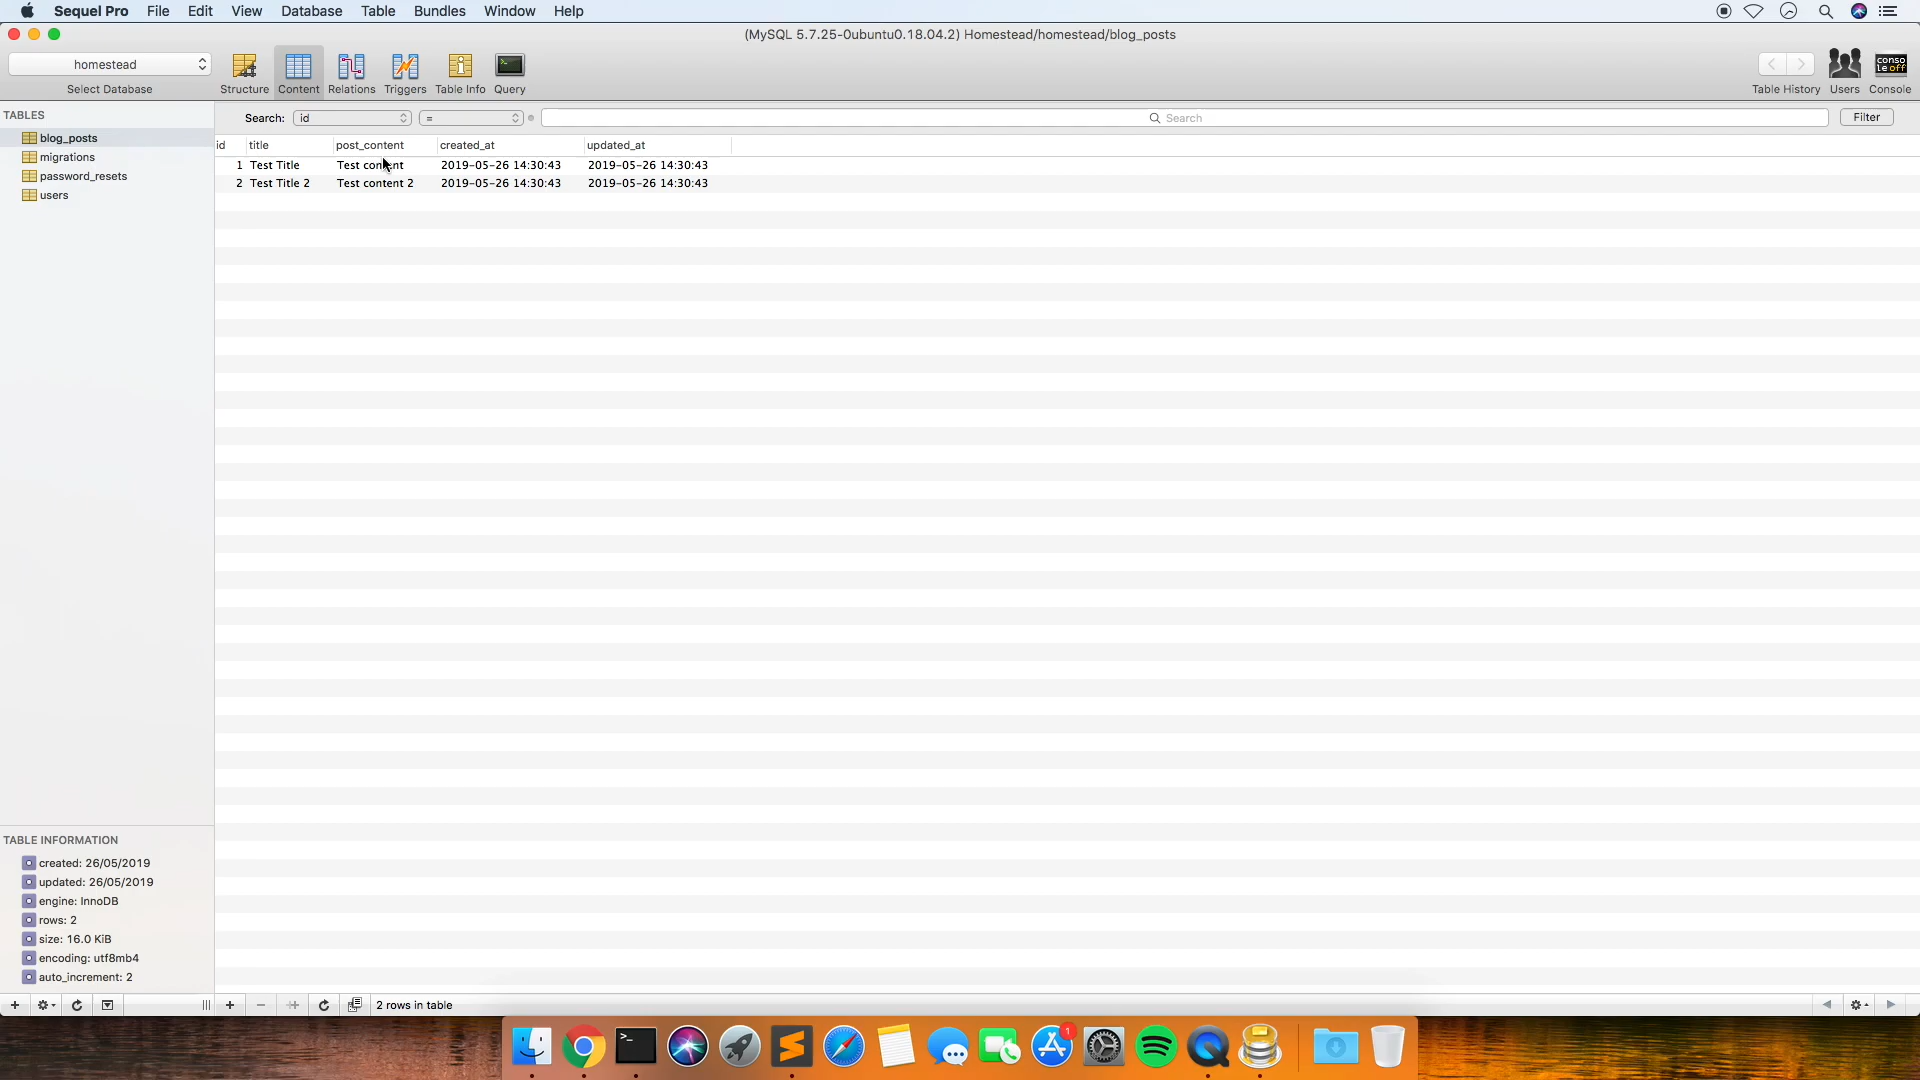 Sequel Pro File Edit View Database Table Bundles Window Help
(MySQL 5.7.25-0ubuntu0.18.04.2) Homestead/homestead/blog_posts
homestead
Select Database Structure Content Relations Triggers Table Info Query Table History Users Console
conso
le off
TABLES
blog_posts
migrations
password_resets
users
Search: id = Search Filter
id title post_content created_at updated_at
1 Test Title Test content 2019-05-26 14:30:43 2019-05-26 14:30:43
2 Test Title 2 Test content 2 2019-05-26 14:30:43 2019-05-26 14:30:43
TABLE INFORMATION
created: 26/05/2019
updated: 26/05/2019
engine: InnoDB
rows: 2
size: 16.0 KiB
encoding: utf8mb4
auto_increment: 2
2 rows in table
1